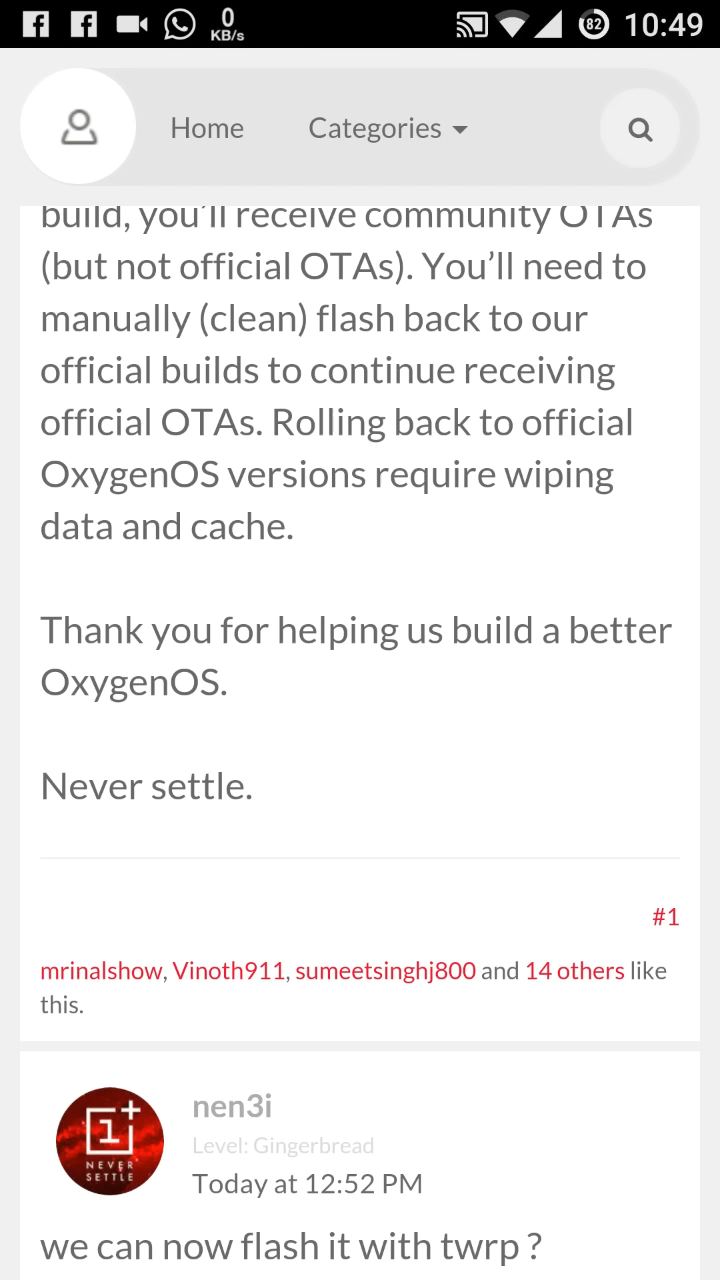 0
KB/s
82
10:49
Home
Categories
build, you'll receive community OTAs
(but not official OTAs). You’ll need to
manually (clean) flash back to our
official builds to continue receiving
official OTAs. Rolling back to official
OxygenOS versions require wiping
data and cache.
Thank you for helping us build a better
OxygenOS.
Never settle.
#1
mrinalshow, Vinoth911, sumeetsinghj800 and 14 others like
this.
1+
NEVER
SETTLE
nen3i
Level: Gingerbread
Today at 12:52 PM
we can now flash it with twrp ?